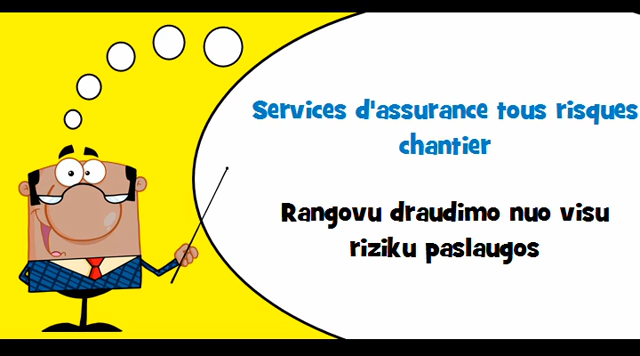 Services d'assurance tous risques
chantier
Rangovu draudimo nuo visu
riziku paslaugos